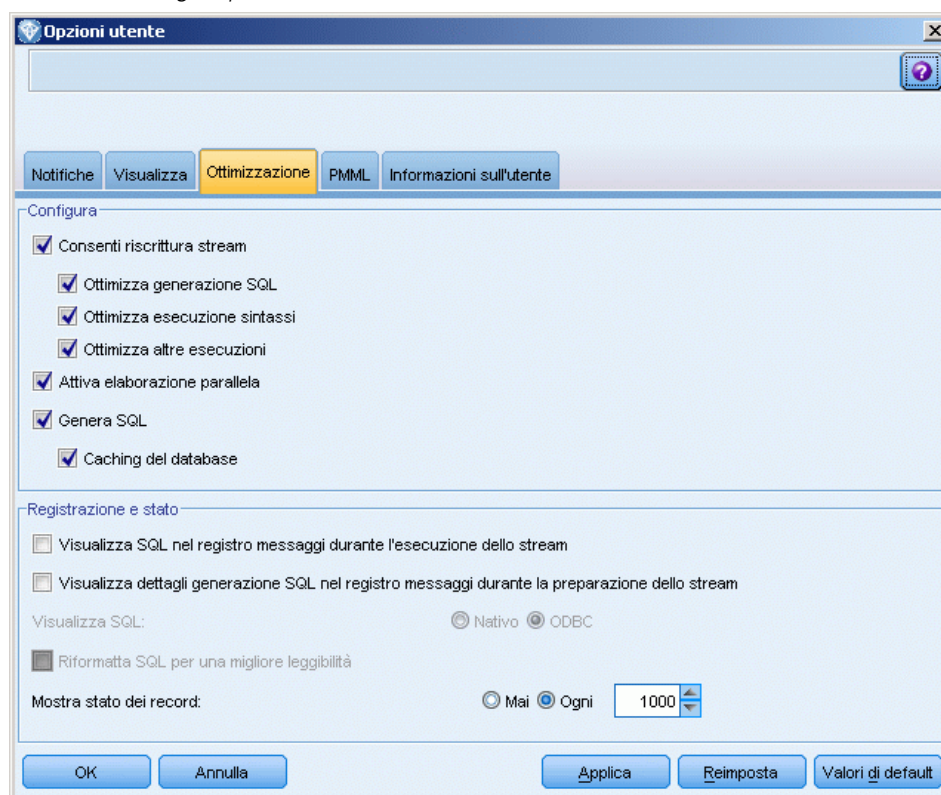 Opzioni utente
Notifiche Visualizza Ottimizzazione PMML Informazioni sull'utente
Configura
Consenti riscrittura stream
Ottimizza generazione SQL
Ottimizza esecuzione sintassi
Ottimizza altre esecuzioni
Attiva elaborazione parallela
Genera SQL
Caching del database
Registrazione e stato
Visualizza SQL nel registro messaggi durante l'esecuzione dello stream
Visualizza dettagli generazione SQL nel registro messaggi durante la preparazione dello stream
Visualizza SQL: Nativo ODBC
Riformatta SQL per una migliore leggibilità
Mostra stato dei record: Mai Ogni 1000
OK Annulla Applica Reimposta Valori di default